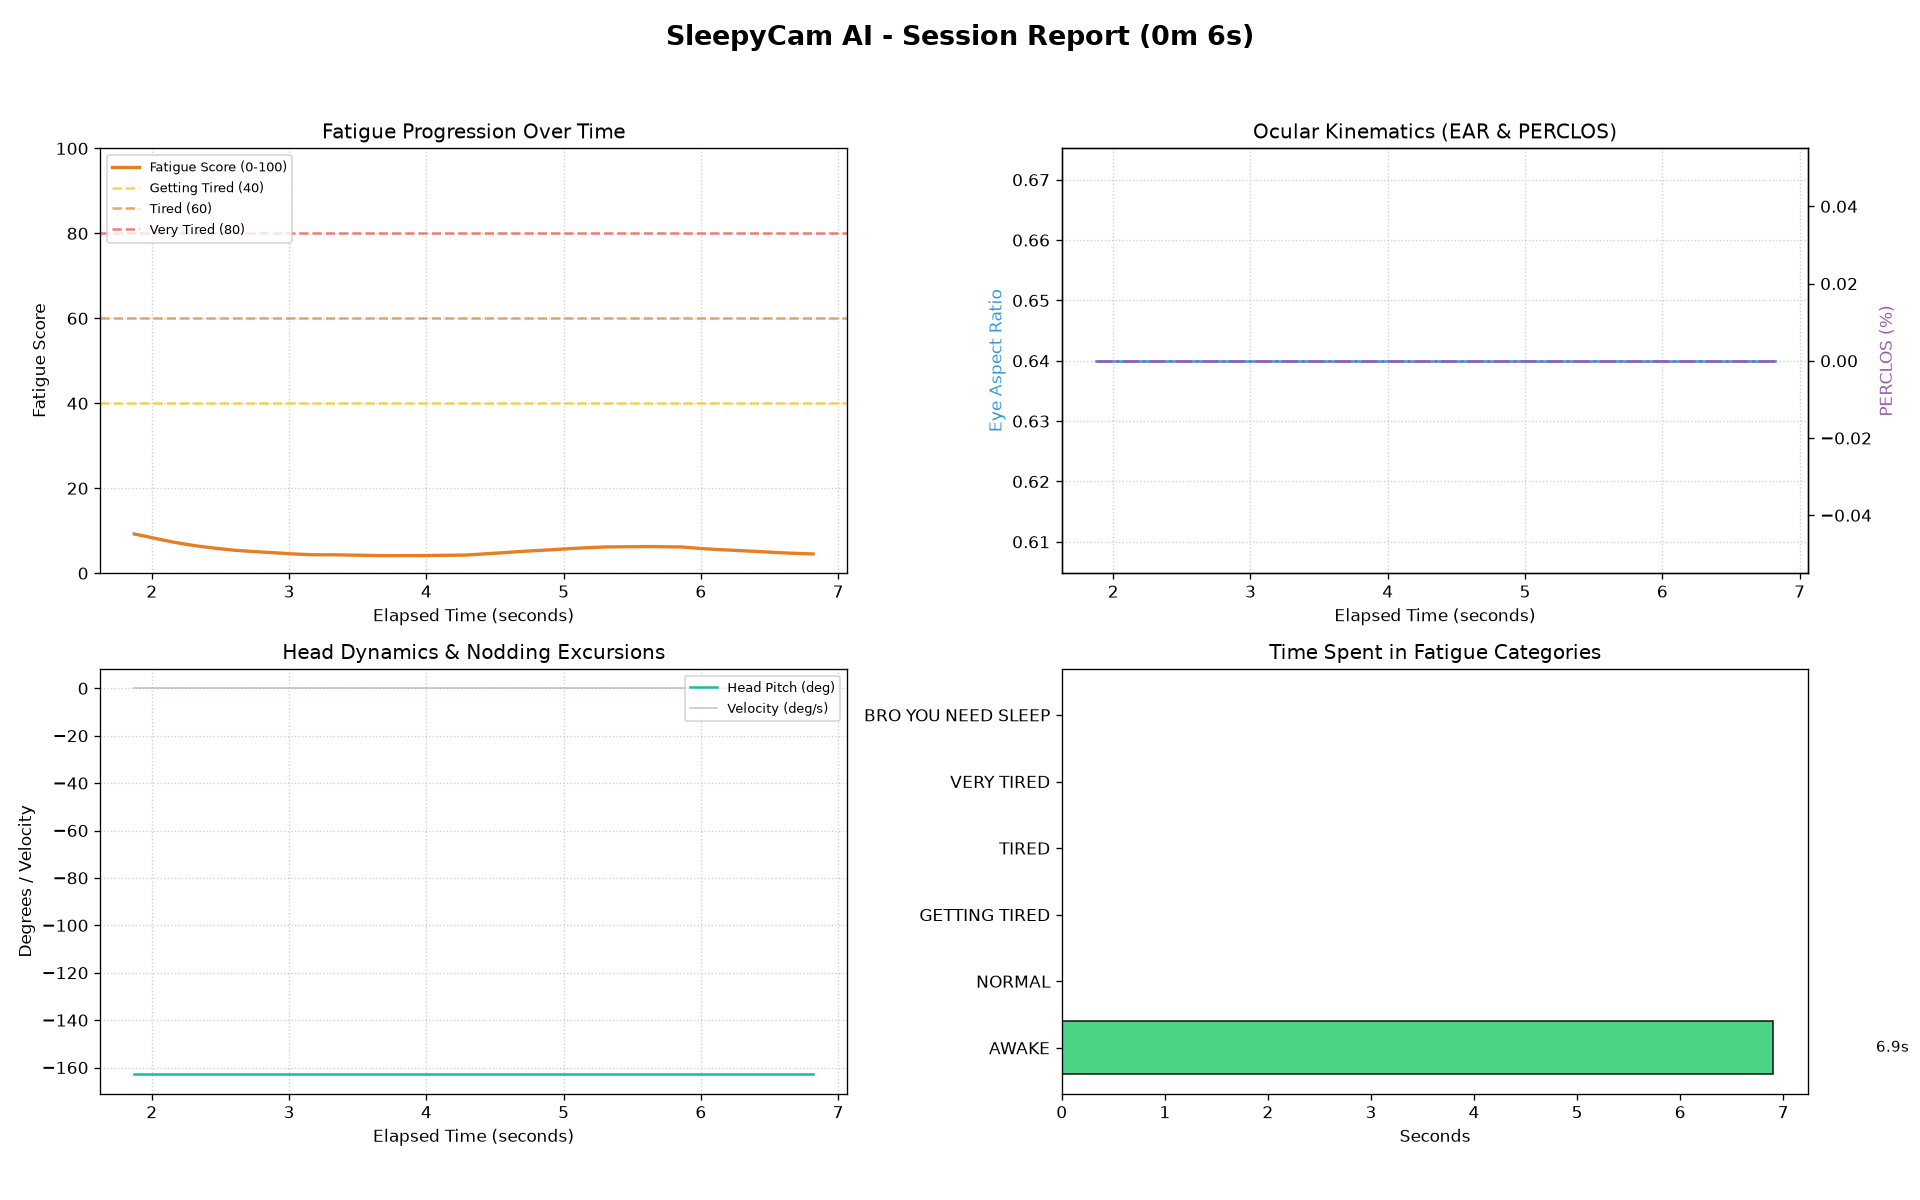 SleepyCam AI - Session Report (0m 6s)
Fatigue Progression Over Time
Fatigue Score (0-100)
Getting Tired (40)
Tired (60)
Very Tired (80)
100
80
60
40
20
0
Fatigue Score
2 3 4 5 6 7
Elapsed Time (seconds)
Ocular Kinematics (EAR & PERCLOS)
0.67
0.66
0.65
0.64
0.63
0.62
0.61
Eye Aspect Ratio
0.04
0.02
0.00
−0.02
−0.04
PERCLOS (%)
2 3 4 5 6 7
Elapsed Time (seconds)
Head Dynamics & Nodding Excursions
Head Pitch (deg)
Velocity (deg/s)
0
−20
−40
−60
−80
−100
−120
−140
−160
Degrees / Velocity
2 3 4 5 6 7
Elapsed Time (seconds)
Time Spent in Fatigue Categories
BRO YOU NEED SLEEP
VERY TIRED
TIRED
GETTING TIRED
NORMAL
AWAKE
6.9s
0 1 2 3 4 5 6 7
Seconds